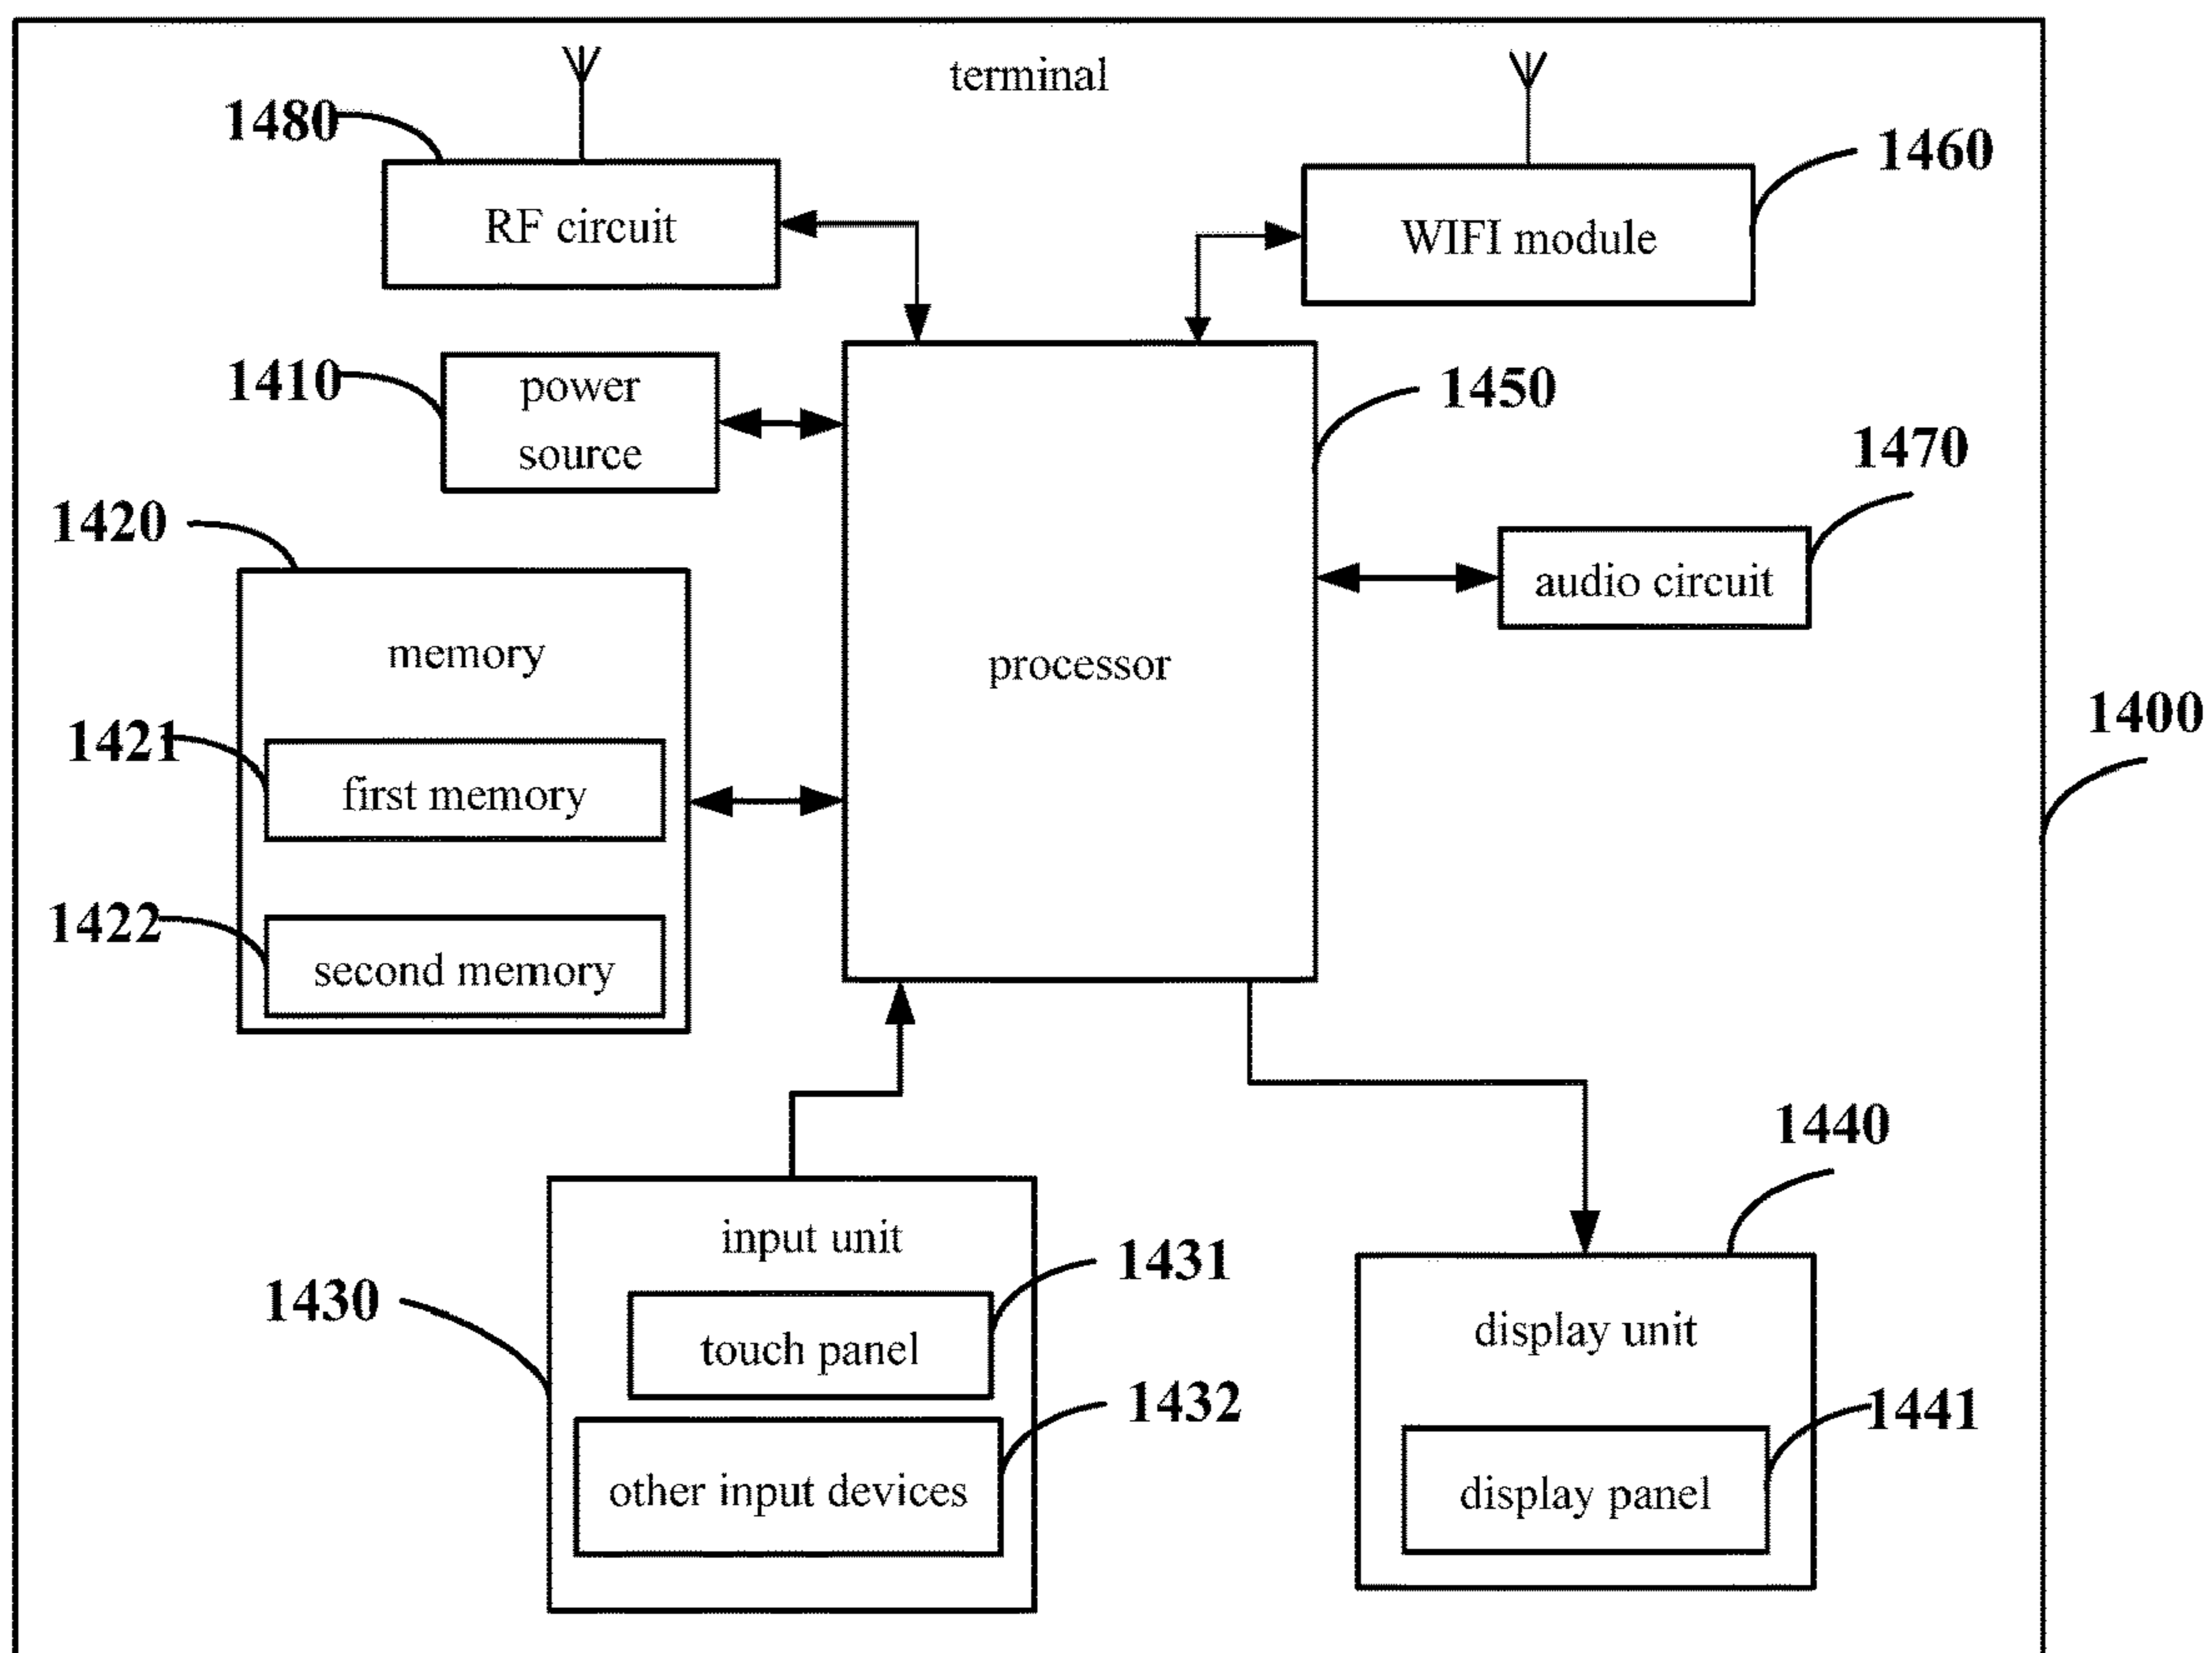 terminal
1480
1460
RF circuit
WIFI module
1410
power
source
1450
1470
1420
audio circuit
memory
processor
1400
1421
first memory
1422
second memory
1440
input unit
1431
1430
touch panel
display unit
1432
1441
other input devices
display panel